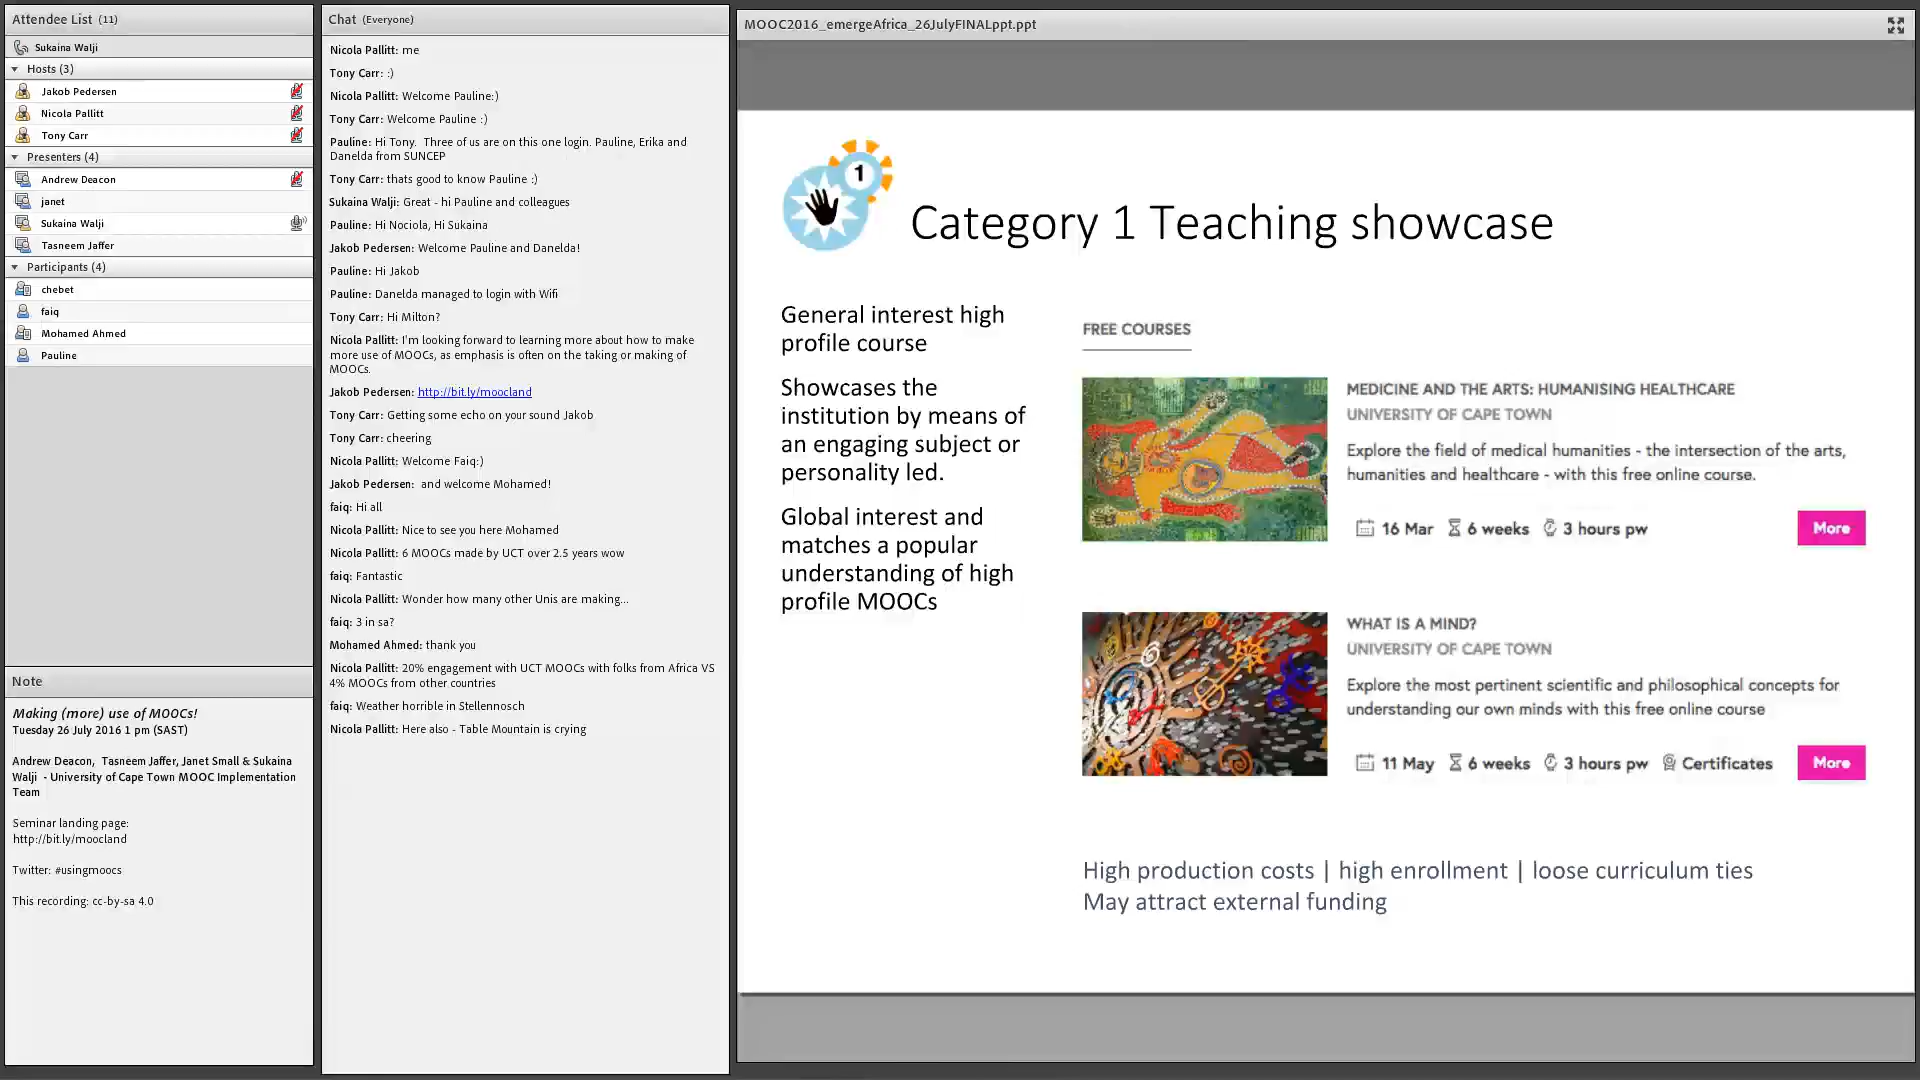 Attendee List (11)
Sukaina Walji
Hosts (3)
Jakob Pedersen
Nicola Pallitt
Tony Carr
Presenters (4)
Andrew Deacon
janet
Sukaina Walji
Tasneem Jaffer
Participants (4)
chebet
faiq
Mohamed Ahmed
Pauline
Note
Making (more) use of MOOCs!
Tuesday 26 July 2016 1 pm (SAST)
Andrew Deacon,  Tasneem Jaffer, Janet Small & Sukaina
Walji  - University of Cape Town MOOC Implementation
Team
Seminar landing page:
http://bit.ly/moocland
Twitter: #usingmoocs
This recording: cc-by-sa 4.0
Chat (Everyone)
Nicola Pallitt: me
Tony Carr: :)
Nicola Pallitt: Welcome Pauline:)
Tony Carr: Welcome Pauline :)
Pauline: Hi Tony.  Three of us are on this one login. Pauline, Erika and
Danelda from SUNCEP
Tony Carr: thats good to know Pauline :)
Sukaina Walji: Great - hi Pauline and colleagues
Pauline: Hi Nociola, Hi Sukaina
Jakob Pedersen: Welcome Pauline and Danelda!
Pauline: Hi Jakob
Pauline: Danelda managed to login with Wifi
Tony Carr: Hi Milton?
Nicola Pallitt: I'm looking forward to learning more about how to make
more use of MOOCs, as emphasis is often on the taking or making of
MOOCs.
Jakob Pedersen: http://bit.ly/moocland
Tony Carr: Getting some echo on your sound Jakob
Tony Carr: cheering
Nicola Pallitt: Welcome Faiq:)
Jakob Pedersen:  and welcome Mohamed!
faiq: Hi all
Nicola Pallitt: Nice to see you here Mohamed
Nicola Pallitt: 6 MOOCs made by UCT over 2.5 years wow
faiq: Fantastic
Nicola Pallitt: Wonder how many other Unis are making...
faiq: 3 in sa?
Mohamed Ahmed: thank you
Nicola Pallitt: 20% engagement with UCT MOOCs with folks from Africa VS
4% MOOCs from other countries
faiq: Weather horrible in Stellennosch
Nicola Pallitt: Here also - Table Mountain is crying
MOOC2016_emergeAfrica_26JulyFINALppt.ppt
1
Category 1 Teaching showcase
General interest high
profile course
Showcases the
institution by means of
an engaging subject or
personality led.
Global interest and
matches a popular
understanding of high
profile MOOCs
FREE COURSES
MEDICINE AND THE ARTS: HUMANISING HEALTHCARE
UNIVERSITY OF CAPE TOWN
Explore the field of medical humanities - the intersection of the arts,
humanities and healthcare - with this free online course.
16 Mar 6 weeks 3 hours pw More
WHAT IS A MIND?
UNIVERSITY OF CAPE TOWN
Explore the most pertinent scientific and philosophical concepts for
understanding our own minds with this free online course
11 May 6 weeks 3 hours pw Certificates More
High production costs | high enrollment | loose curriculum ties
May attract external funding